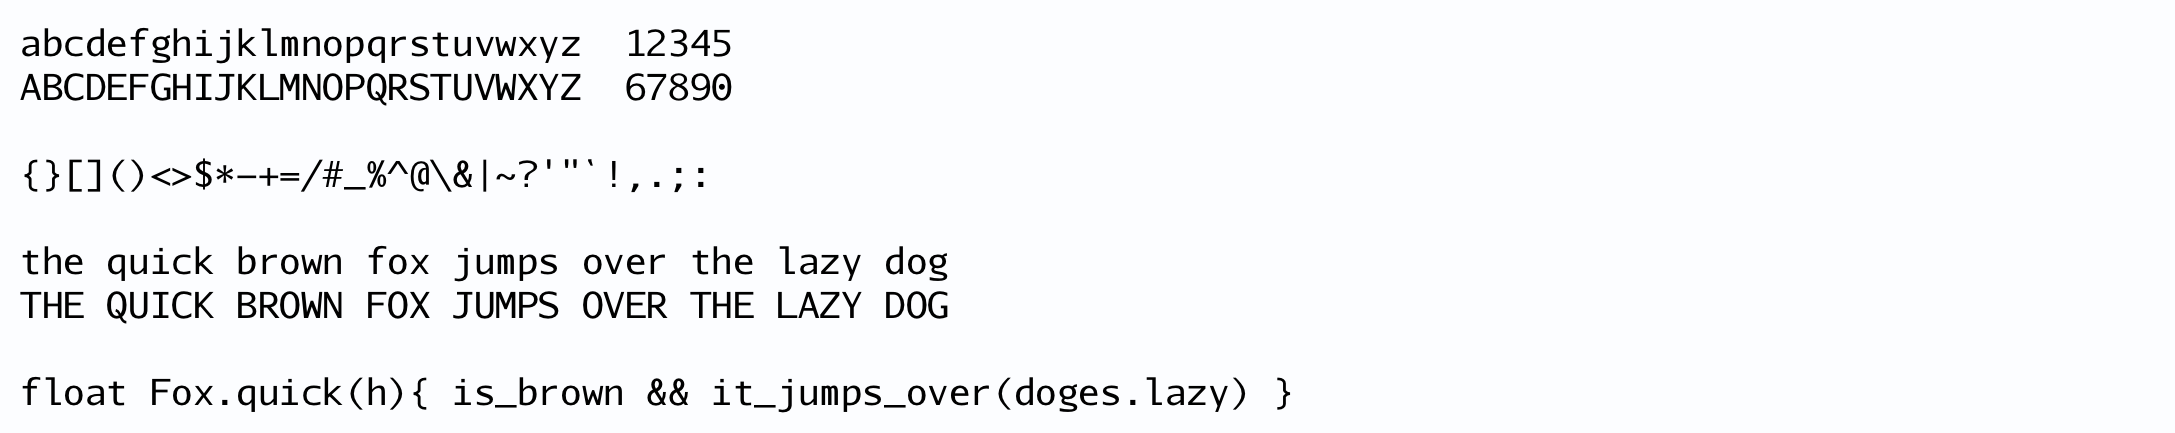 abcdefghijklmnopqrstuvwxyz  12345
ABCDEFGHIJKLMNOPQRSTUVWXYZ  67890
{}[]()<>$*-+=/#_%^@\&|~?'"`!,.;:
the quick brown fox jumps over the lazy dog
THE QUICK BROWN FOX JUMPS OVER THE LAZY DOG
float Fox.quick(h){ is_brown && it_jumps_over(doges.lazy) }